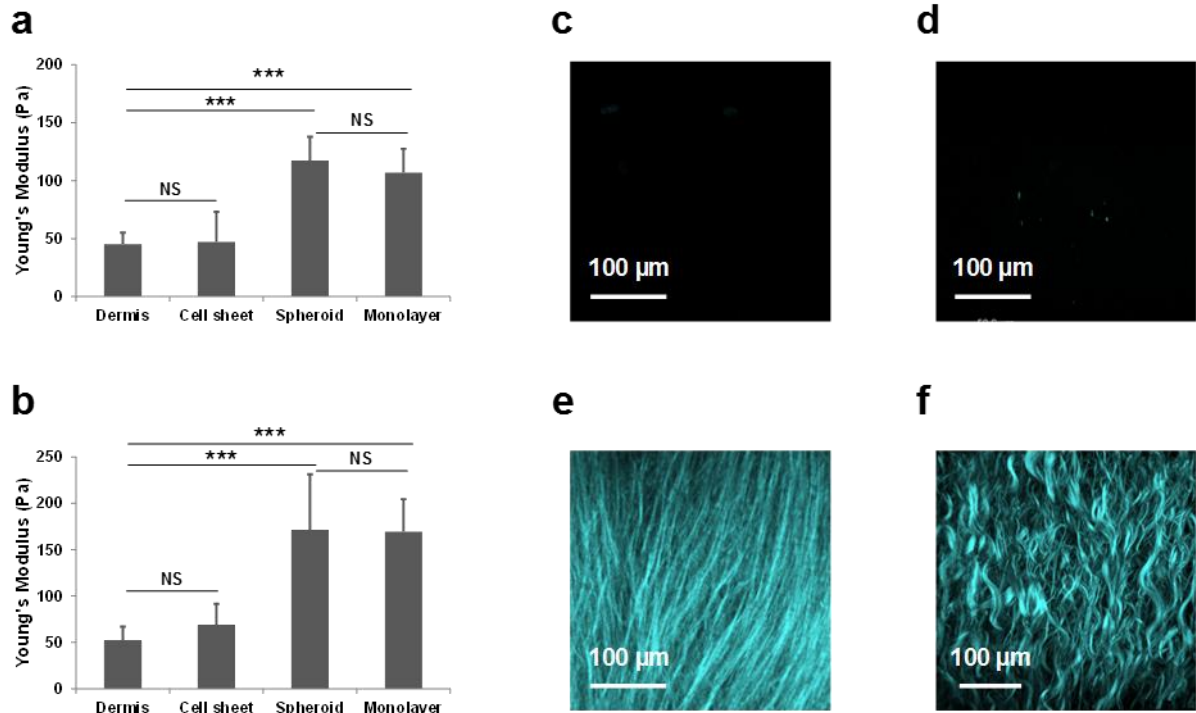 a
200
150
100
50
0
Young's Modulus (Pa)
***
***
NS
NS
Dermis Cell sheet Spheroid Monolayer
b
250
200
150
100
50
0
Young's Modulus (Pa)
***
***
NS
NS
Dermis Cell sheet Spheroid Monolayer
c
100 µm
d
100 µm
e
100 µm
f
100 µm